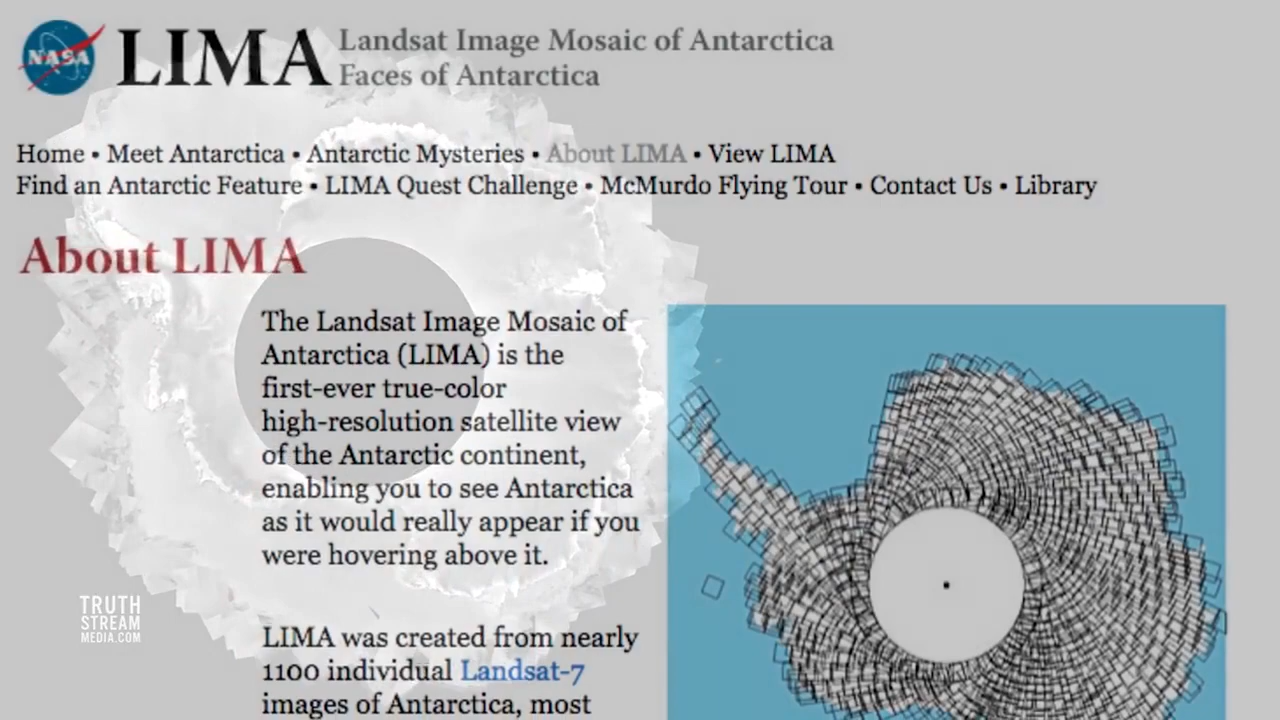 NASA
LIMA
Landsat Image Mosaic of Antarctica
Faces of Antarctica
Home • Meet Antarctica • Antarctic Mysteries • About LIMA • View LIMA
Find an Antarctic Feature • LIMA Quest Challenge • McMurdo Flying Tour • Contact Us • Library
About LIMA
The Landsat Image Mosaic of
Antarctica (LIMA) is the
first-ever true-color
high-resolution satellite view
of the Antarctic continent,
enabling you to see Antarctica
as it would really appear if you
were hovering above it.
LIMA was created from nearly
1100 individual Landsat-7
images of Antarctica, most
TRUTH
STREAM
MEDIA.COM